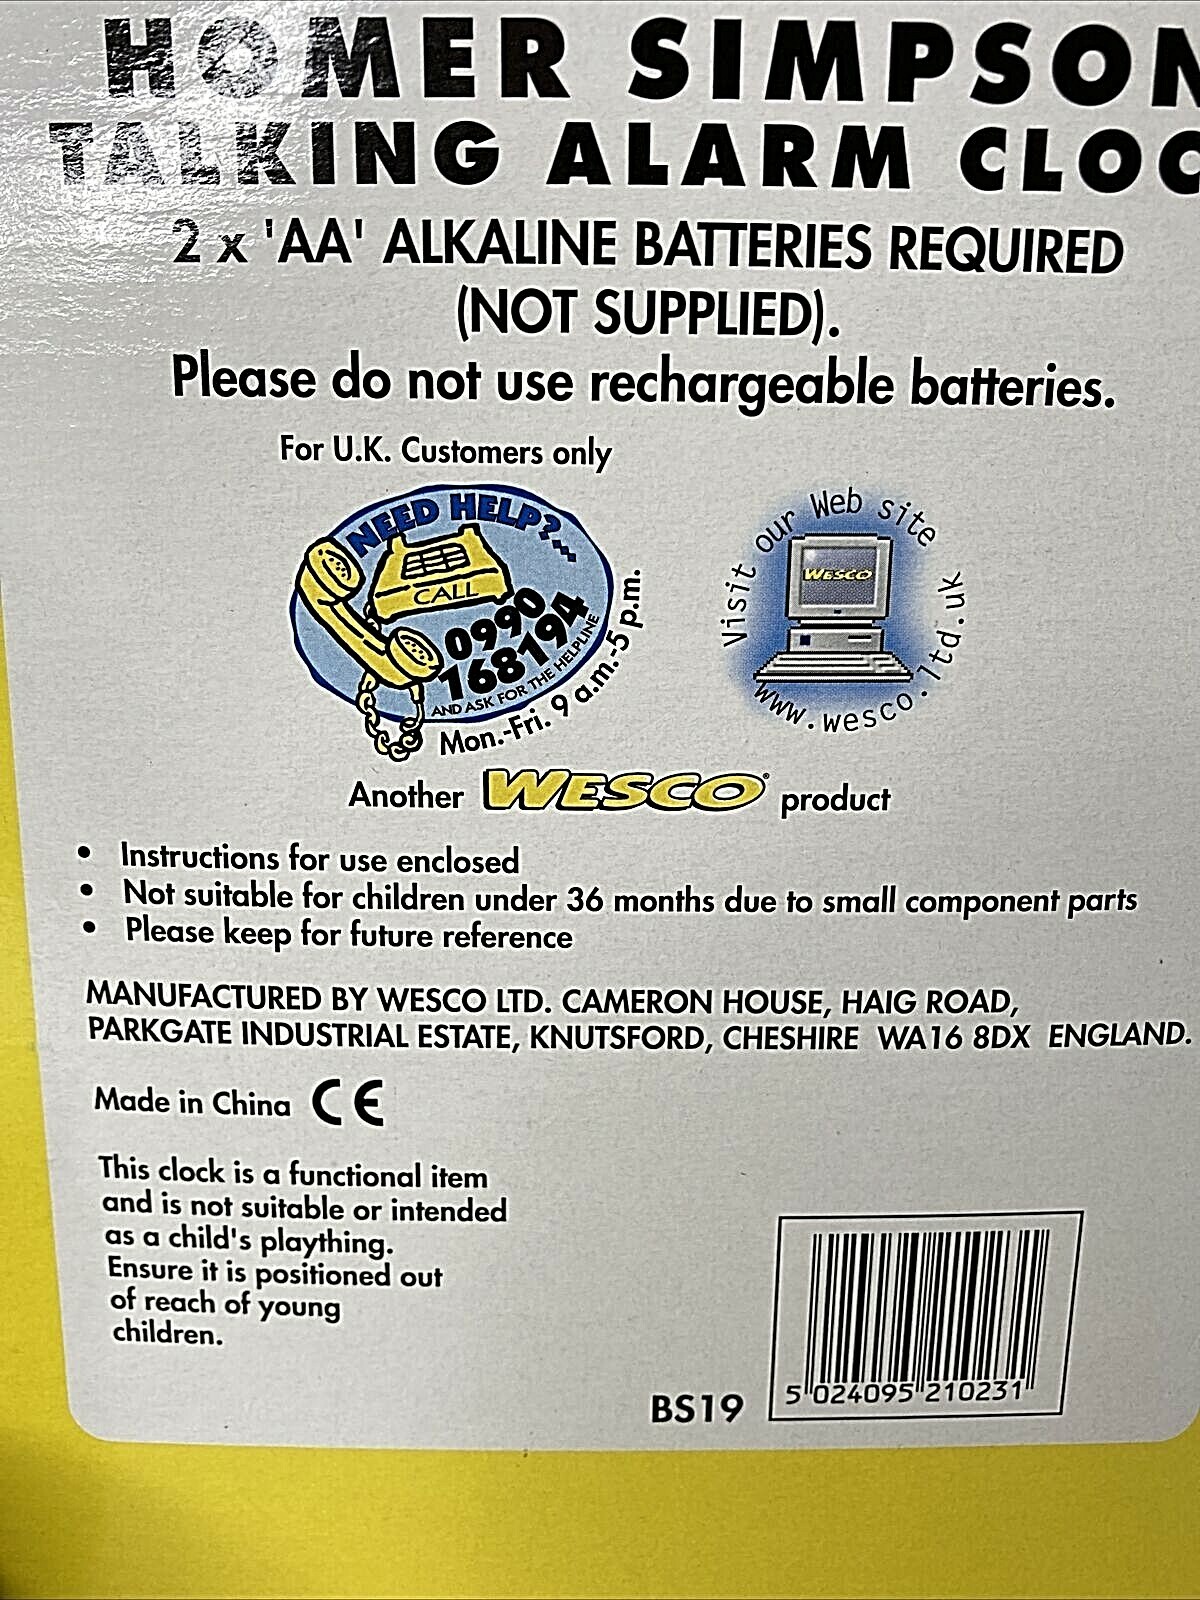 HOMER SIMPSON
TALKING ALARM CLOC
2 x 'AA' ALKALINE BATTERIES REQUIRED
(NOT SUPPLIED).
Please do not use rechargeable batteries.
For U.K. Customers only
NEED HELP?...
CALL
0990
168194
AND ASK FOR THE HELPLINE
Mon.-Fri. 9 a.m.-5 p.m.
Visit our Web site
WESCO
www.wesco.ltd.uk
Another WESCO® product
• Instructions for use enclosed
• Not suitable for children under 36 months due to small component parts
• Please keep for future reference
MANUFACTURED BY WESCO LTD. CAMERON HOUSE, HAIG ROAD,
PARKGATE INDUSTRIAL ESTATE, KNUTSFORD, CHESHIRE WA16 8DX ENGLAND.
Made in China CE
This clock is a functional item
and is not suitable or intended
as a child's plaything.
Ensure it is positioned out
of reach of young
children.
BS19
5 024095 210231